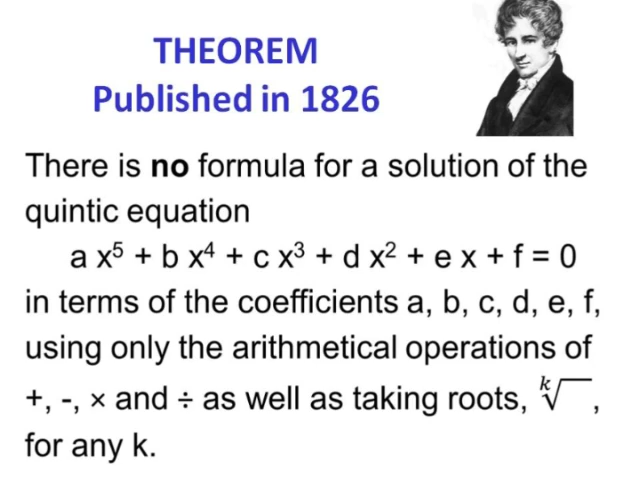 THEOREM
Published in 1826
There is no formula for a solution of the
quintic equation
a x⁵ + b x⁴ + c x³ + d x² + e x + f = 0
in terms of the coefficients a, b, c, d, e, f,
using only the arithmetical operations of
+, -, × and ÷ as well as taking roots, ᵏ√ ,
for any k.